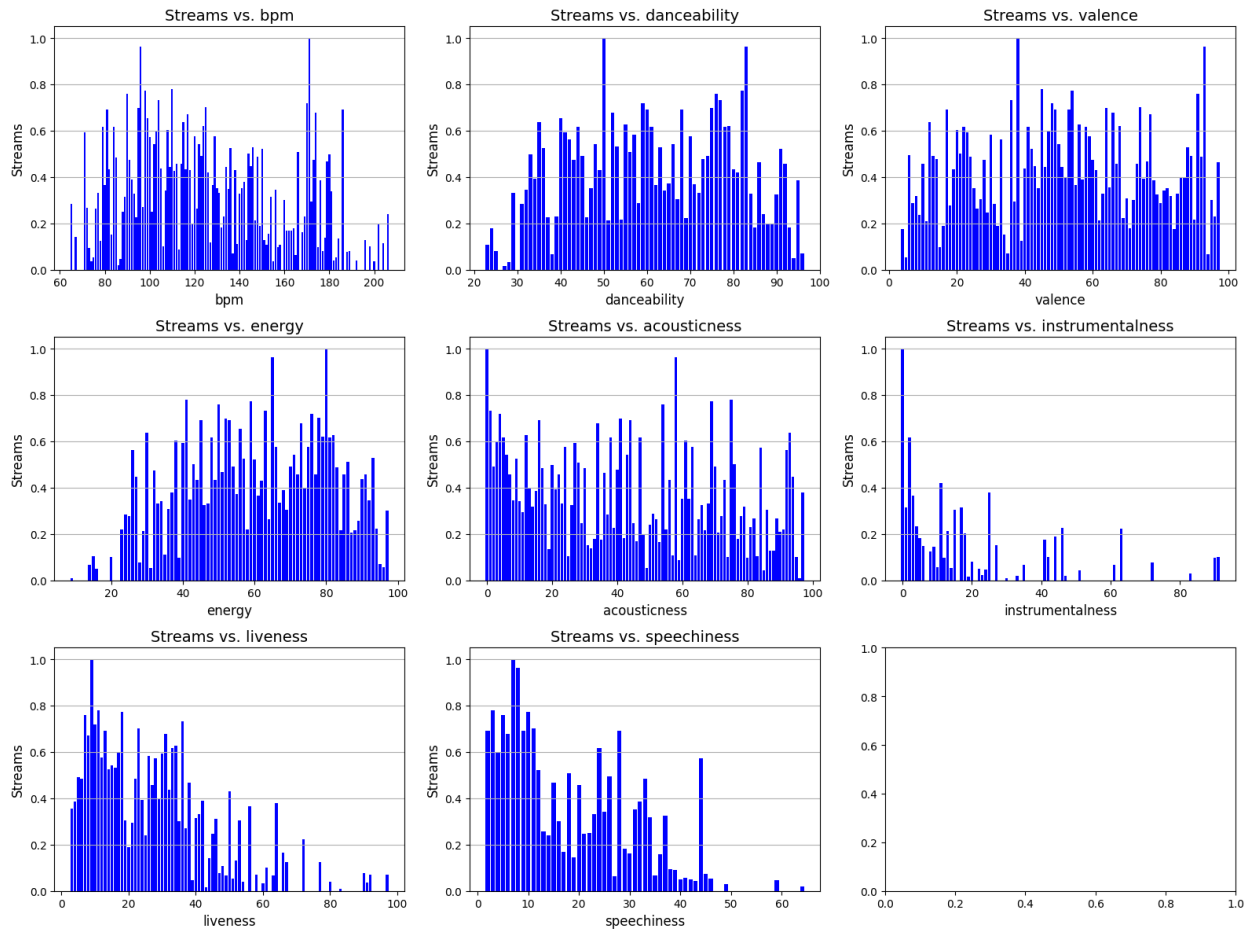 Streams vs. bpm
Streams
1.0
0.8
0.6
0.4
0.2
0.0
60 80 100 120 140 160 180 200
bpm
Streams vs. danceability
Streams
1.0
0.8
0.6
0.4
0.2
0.0
20 30 40 50 60 70 80 90 100
danceability
Streams vs. valence
Streams
1.0
0.8
0.6
0.4
0.2
0.0
0 20 40 60 80 100
valence
Streams vs. energy
Streams
1.0
0.8
0.6
0.4
0.2
0.0
20 40 60 80 100
energy
Streams vs. acousticness
Streams
1.0
0.8
0.6
0.4
0.2
0.0
0 20 40 60 80 100
acousticness
Streams vs. instrumentalness
Streams
1.0
0.8
0.6
0.4
0.2
0.0
0 20 40 60 80
instrumentalness
Streams vs. liveness
Streams
1.0
0.8
0.6
0.4
0.2
0.0
0 20 40 60 80 100
liveness
Streams vs. speechiness
Streams
1.0
0.8
0.6
0.4
0.2
0.0
0 10 20 30 40 50 60
speechiness
1.0
0.8
0.6
0.4
0.2
0.0
0.0 0.2 0.4 0.6 0.8 1.0